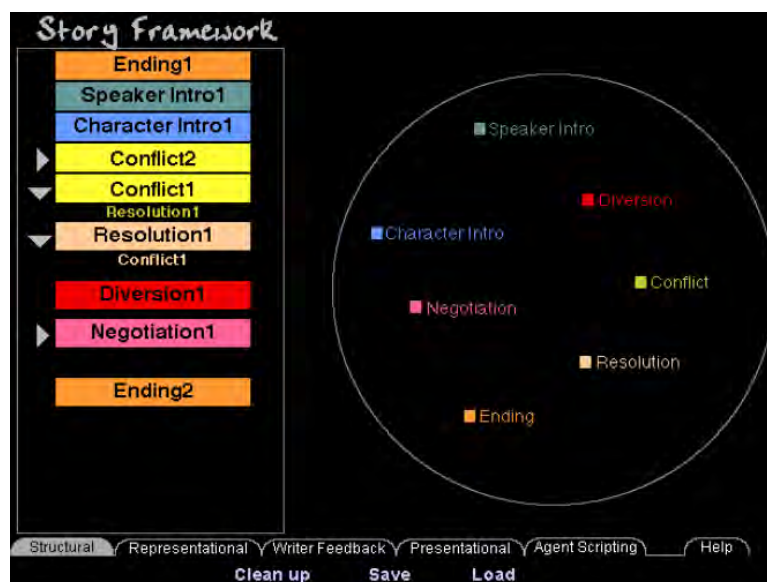 Story Framework
Ending1
Speaker Intro1
Character Intro1
Conflict2
Conflict1
Resolution1
Resolution1
Conflict1
Diversion1
Negotiation1
Ending2
Speaker Intro
Diversion
Character Intro
Conflict
Negotiation
Resolution
Ending
Structural Representational Writer Feedback Presentational Agent Scripting Help
Clean up Save Load